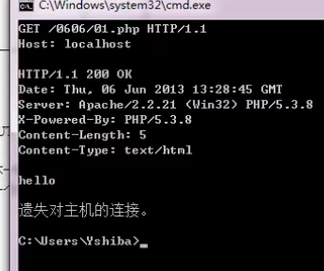 C:\Windows\system32\cmd.exe
GET /0606/01.php HTTP/1.1
Host: localhost
HTTP/1.1 200 OK
Date: Thu, 06 Jun 2013 13:28:45 GMT
Server: Apache/2.2.21 (Win32) PHP/5.3.8
X-Powered-By: PHP/5.3.8
Content-Length: 5
Content-Type: text/html
hello
遗失对主机的连接。
C:\Users\Yshiba>